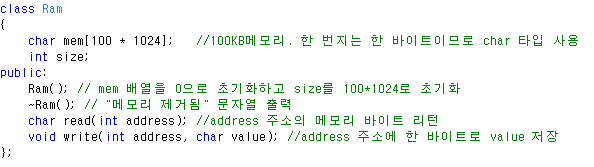 class Ram
{
    char mem[100 * 1024];   //100KB메모리. 한 번지는 한 바이트이므로 char 타입 사용
    int size;
public:
    Ram(); // mem 배열을 0으로 초기화하고 size를 100*1024로 초기화
    ~Ram(); // "메모리 제거됨" 문자열 출력
    char read(int address); //address 주소의 메모리 바이트 리턴
    void write(int address, char value); //address 주소에 한 바이트로 value 저장
};